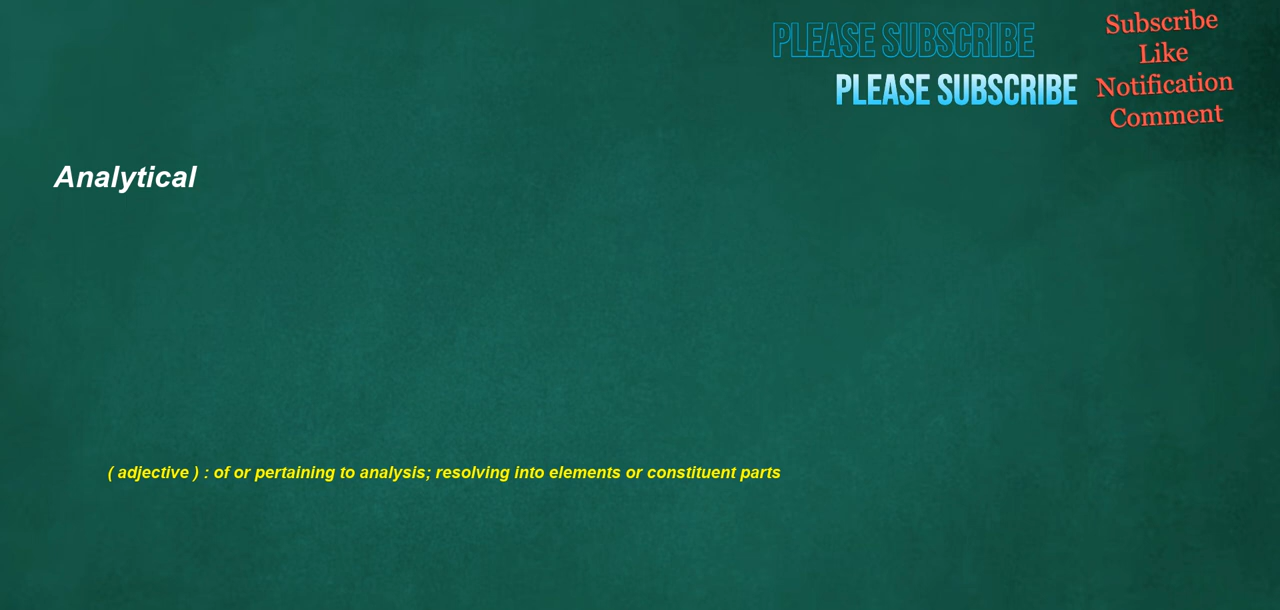 PLEASE SUBSCRIBE
PLEASE SUBSCRIBE
Subscribe
Like
Notification
Comment
Analytical
( adjective ) : of or pertaining to analysis; resolving into elements or constituent parts